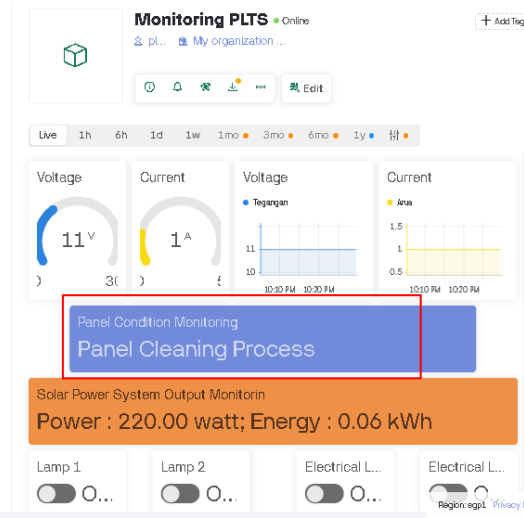 Monitoring PLTS • Online
+ Add Tag
pl... My organization ...
Edit
Live 1h 6h 1d 1w 1mo 3mo 6mo 1y
Voltage
11 V
Current
1 A
Voltage
Tegangan
11
10
10:10 PM 10:20 PM
Current
Arus
1.5
1
0.5
10:10 PM 10:20 PM
Panel Condition Monitoring
Panel Cleaning Process
Solar Power System Output Monitorin
Power : 220.00 watt; Energy : 0.06 kWh
Lamp 1
O...
Lamp 2
O...
Electrical L...
O...
Electrical L...
O...
Region: sgp1 Privacy